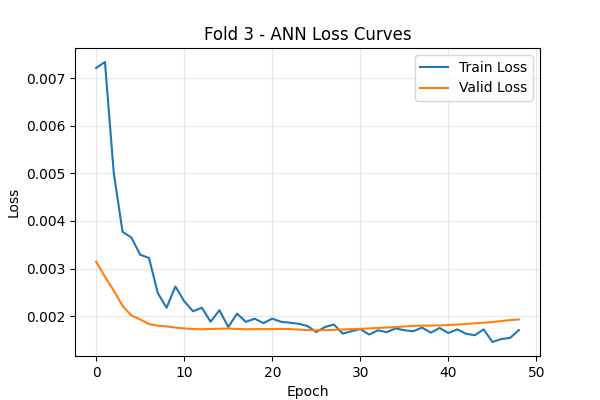 Fold 3 - ANN Loss Curves
Train Loss
Valid Loss
0.007
0.006
0.005
0.004
0.003
0.002
Loss
0 10 20 30 40 50
Epoch